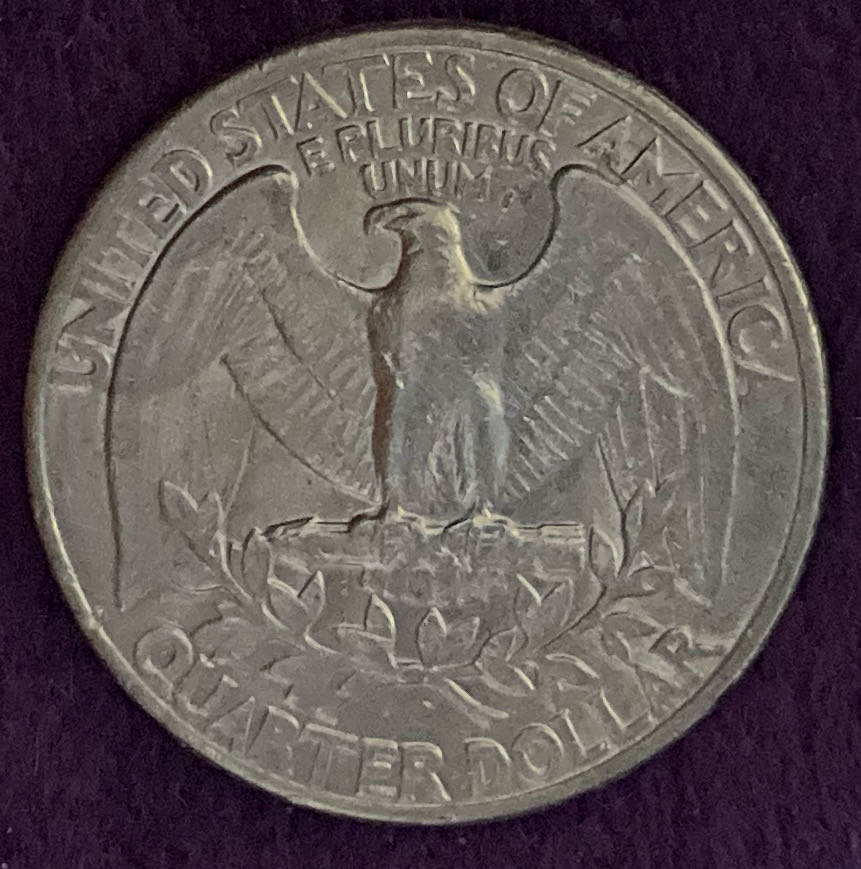 UNITED STATES OF AMERICA
E PLURIBUS
UNUM
QUARTER DOLLAR